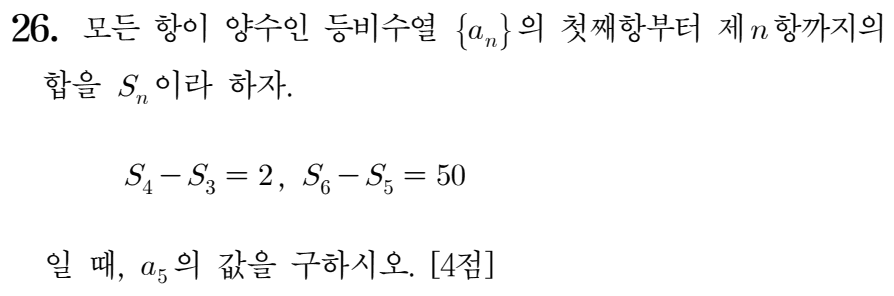 26. 모든 항이 양수인 등비수열 {aₙ}의 첫째항부터 제n항까지의
합을 Sₙ이라 하자.
S₄-S₃=2, S₆-S₅=50
일 때, a₅의 값을 구하시오. [4점]